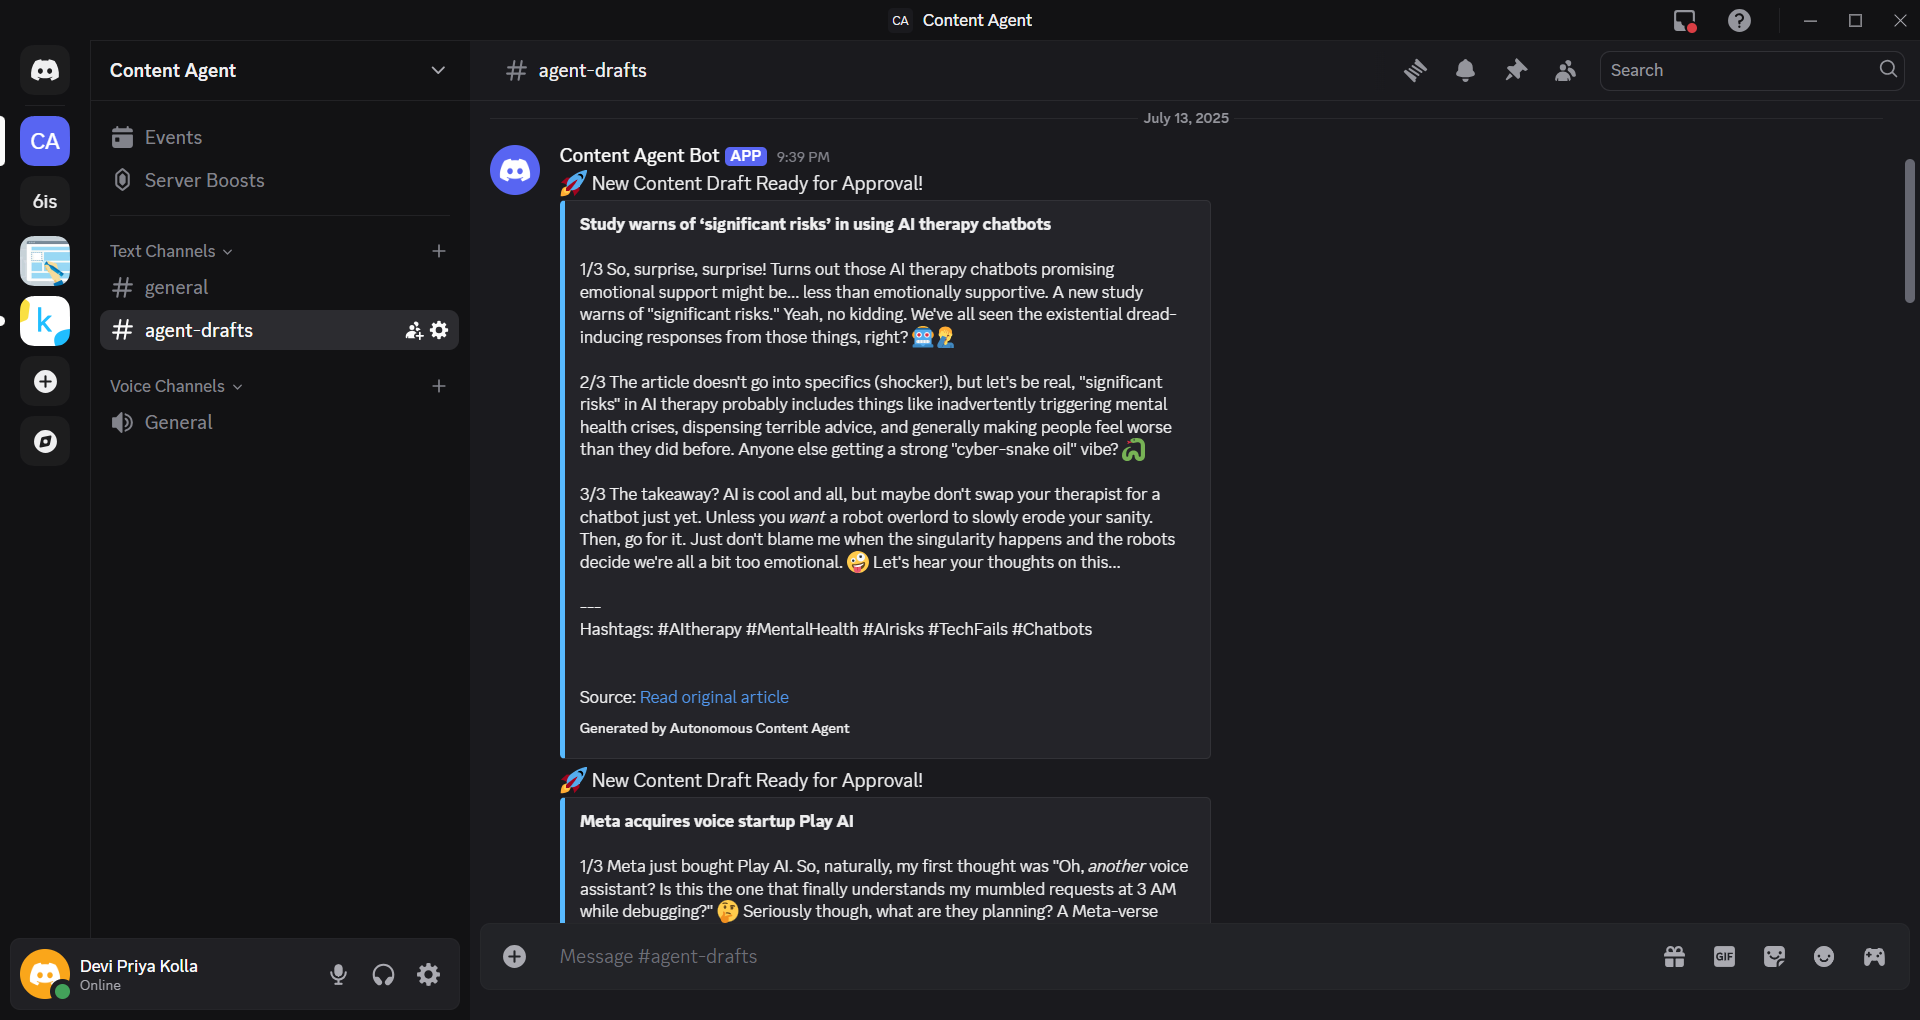 CA Content Agent
Content Agent
CA
6is
k
Events
Server Boosts
Text Channels
general
agent-drafts
Voice Channels
General
Devi Priya Kolla
Online
# agent-drafts
Search
July 13, 2025
Content Agent Bot APP 9:39 PM
🚀 New Content Draft Ready for Approval!
Study warns of ‘significant risks’ in using AI therapy chatbots
1/3 So, surprise, surprise! Turns out those AI therapy chatbots promising
emotional support might be... less than emotionally supportive. A new study
warns of "significant risks." Yeah, no kidding. We've all seen the existential dread-
inducing responses from those things, right? 🤖🤦
2/3 The article doesn't go into specifics (shocker!), but let's be real, "significant
risks" in AI therapy probably includes things like inadvertently triggering mental
health crises, dispensing terrible advice, and generally making people feel worse
than they did before. Anyone else getting a strong "cyber-snake oil" vibe? 🐍
3/3 The takeaway? AI is cool and all, but maybe don't swap your therapist for a
chatbot just yet. Unless you want a robot overlord to slowly erode your sanity.
Then, go for it. Just don't blame me when the singularity happens and the robots
decide we're all a bit too emotional. 🤪 Let's hear your thoughts on this...
---
Hashtags: #AItherapy #MentalHealth #AIrisks #TechFails #Chatbots
Source: Read original article
Generated by Autonomous Content Agent
🚀 New Content Draft Ready for Approval!
Meta acquires voice startup Play AI
1/3 Meta just bought Play AI. So, naturally, my first thought was "Oh, another voice
assistant? Is this the one that finally understands my mumbled requests at 3 AM
while debugging?" 🤔 Seriously though, what are they planning? A Meta-verse
Message #agent-drafts
GIF